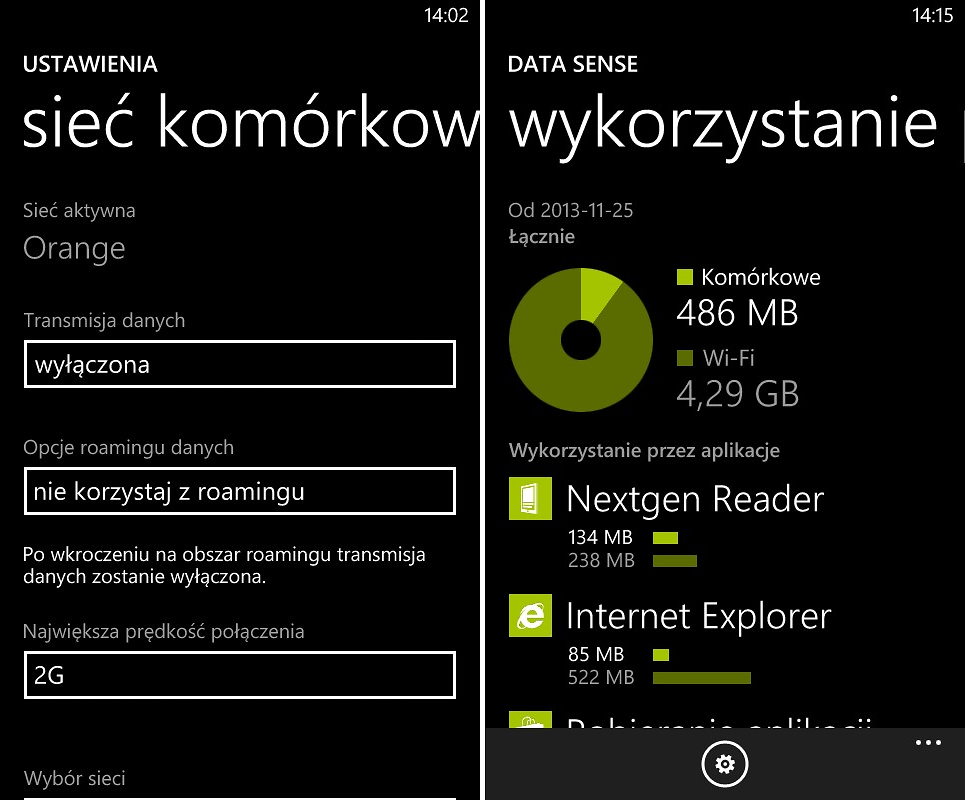 14:02
USTAWIENIA
sieć komórkow
Sieć aktywna
Orange
Transmisja danych
wyłączona
Opcje roamingu danych
nie korzystaj z roamingu
Po wkroczeniu na obszar roamingu transmisja
danych zostanie wyłączona.
Największa prędkość połączenia
2G
Wybór sieci
14:15
DATA SENSE
wykorzystanie
Od 2013-11-25
Łącznie
Komórkowe
486 MB
Wi-Fi
4,29 GB
Wykorzystanie przez aplikacje
Nextgen Reader
134 MB
238 MB
Internet Explorer
85 MB
522 MB
Pobieranie aplikacji